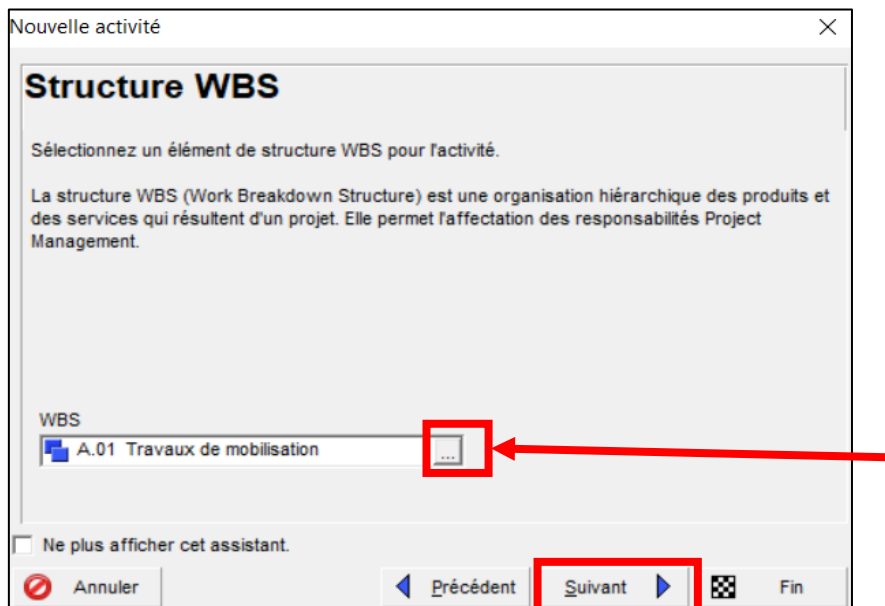 Nouvelle activité
Structure WBS
Sélectionnez un élément de structure WBS pour l'activité.
La structure WBS (Work Breakdown Structure) est une organisation hiérarchique des produits et
des services qui résultent d'un projet. Elle permet l'affectation des responsabilités Project
Management.
WBS
A.01 Travaux de mobilisation
...
Ne plus afficher cet assistant.
Annuler Précédent Suivant Fin